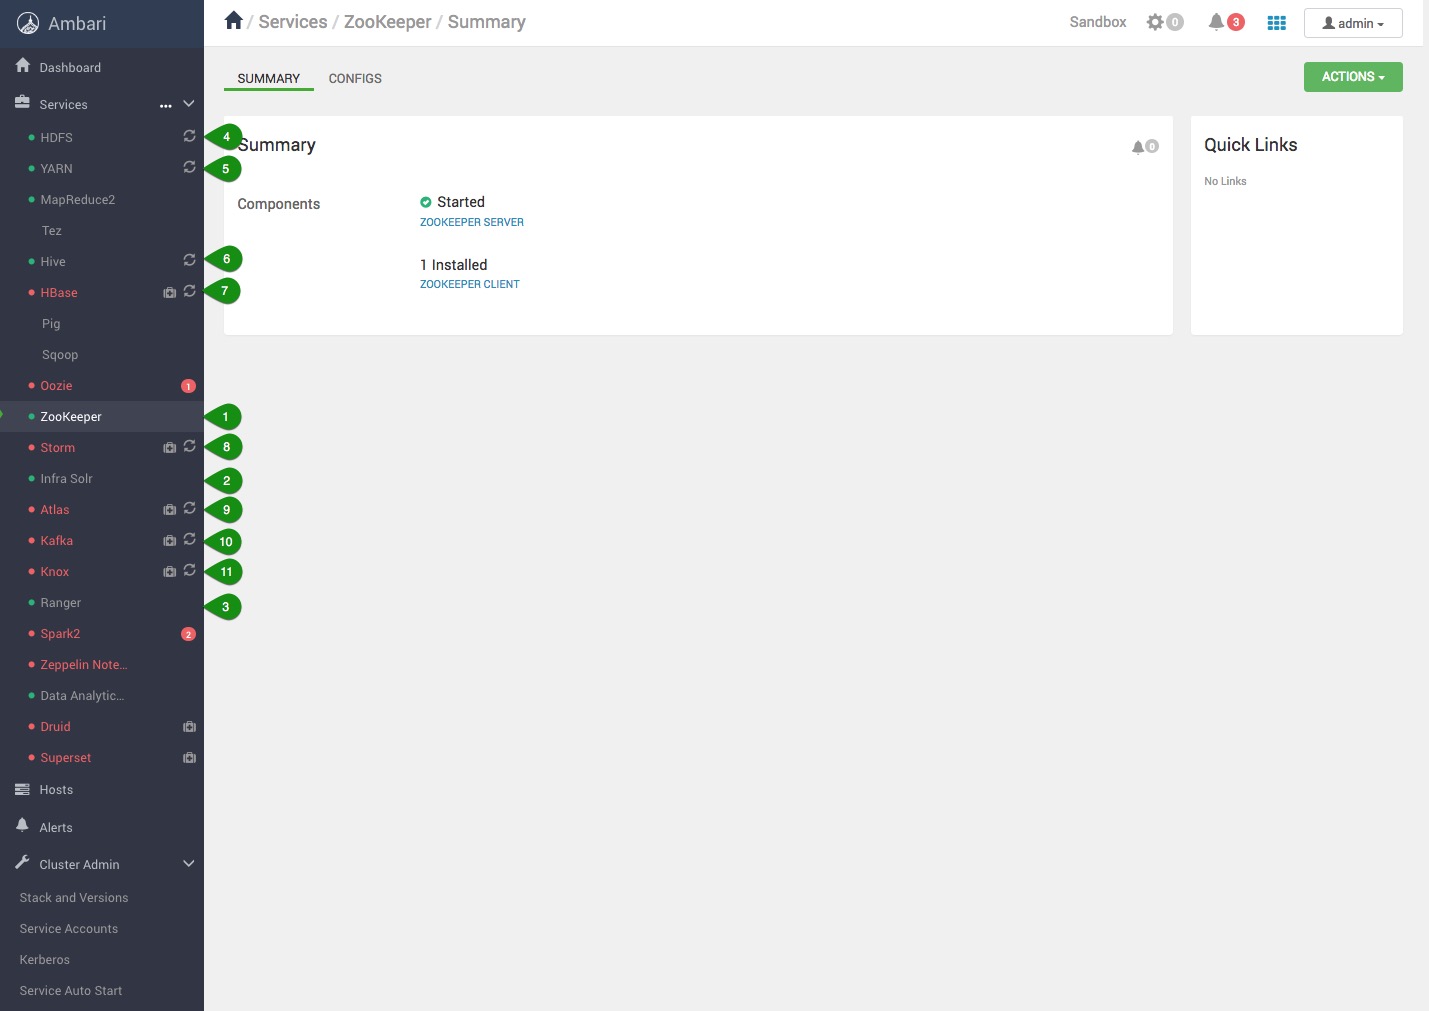 Ambari
/ Services / ZooKeeper / Summary
Sandbox 0 3 admin
Dashboard
Services
HDFS 4
YARN 5
MapReduce2
Tez
Hive 6
HBase 7
Pig
Sqoop
Oozie 1
ZooKeeper 1
Storm 8
Infra Solr 2
Atlas 9
Kafka 10
Knox 11
Ranger 3
Spark2 2
Zeppelin Note...
Data Analytic...
Druid
Superset
Hosts
Alerts
Cluster Admin
Stack and Versions
Service Accounts
Kerberos
Service Auto Start
SUMMARY CONFIGS
ACTIONS
Summary 0
Components
Started
ZOOKEEPER SERVER
1 Installed
ZOOKEEPER CLIENT
Quick Links
No Links